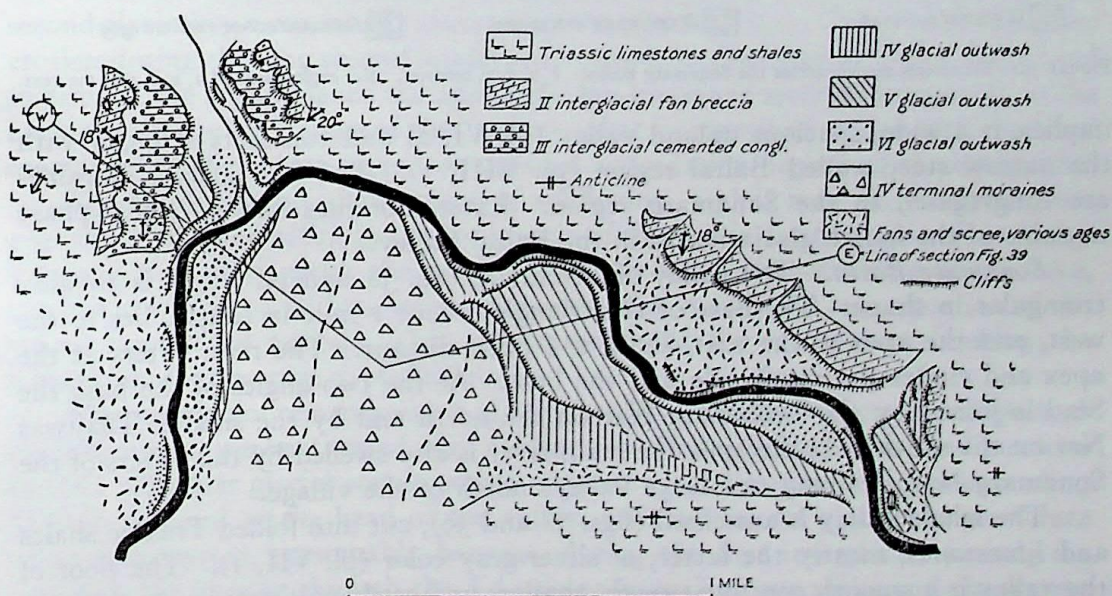 Triassic limestones and shales
II interglacial fan breccia
III interglacial cemented congl.
Anticline
IV glacial outwash
V glacial outwash
VI glacial outwash
IV terminal moraines
Fans and scree, various ages
E Line of section Fig. 39
Cliffs
W
18°
20°
18°
0 1 MILE